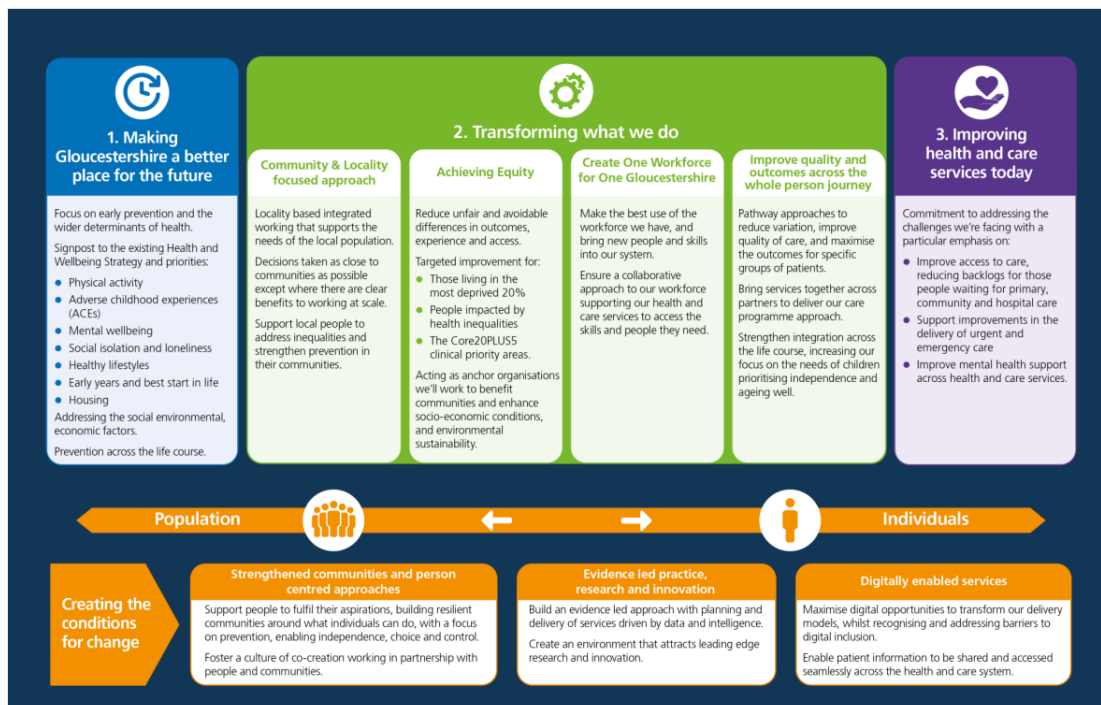 1. Making
Gloucestershire a better
place for the future
Focus on early prevention and the
wider determinants of health.
Signpost to the existing Health and
Wellbeing Strategy and priorities:
● Physical activity
● Adverse childhood experiences
(ACEs)
● Mental wellbeing
● Social isolation and loneliness
● Healthy lifestyles
● Early years and best start in life
● Housing
Addressing the social environmental,
economic factors.
Prevention across the life course.
2. Transforming what we do
Community & Locality
focused approach
Locality based integrated
working that supports the
needs of the local population.
Decisions taken as close to
communities as possible
except where there are clear
benefits to working at scale.
Support local people to
address inequalities and
strengthen prevention in
their communities.
Achieving Equity
Reduce unfair and avoidable
differences in outcomes,
experience and access.
Targeted improvement for:
● Those living in the
most deprived 20%
● People impacted by
health inequalities
● The Core20PLUS5
clinical priority areas.
Acting as anchor organisations
we'll work to benefit
communities and enhance
socio-economic conditions,
and environmental
sustainability.
Create One Workforce
for One Gloucestershire
Make the best use of the
workforce we have, and
bring new people and skills
into our system.
Ensure a collaborative
approach to our workforce
supporting our health and
care services to access the
skills and people they need.
Improve quality and
outcomes across the
whole person journey
Pathway approaches to
reduce variation, improve
quality of care, and maximise
the outcomes for specific
groups of patients.
Bring services together across
partners to deliver our care
programme approach.
Strengthen integration across
the life course, increasing our
focus on the needs of children
prioritising independence and
ageing well.
3. Improving
health and care
services today
Commitment to addressing the
challenges we're facing with a
particular emphasis on:
● Improve access to care,
reducing backlogs for those
people waiting for primary,
community and hospital care
● Support improvements in the
delivery of urgent and
emergency care
● Improve mental health support
across health and care services.
Population
Individuals
Creating the
conditions
for change
Strengthened communities and person
centred approaches
Support people to fulfil their aspirations, building resilient
communities around what individuals can do, with a focus
on prevention, enabling independence, choice and control.
Foster a culture of co-creation working in partnership with
people and communities.
Evidence led practice,
research and innovation
Build an evidence led approach with planning and
delivery of services driven by data and intelligence.
Create an environment that attracts leading edge
research and innovation.
Digitally enabled services
Maximise digital opportunities to transform our delivery
models, whilst recognising and addressing barriers to
digital inclusion.
Enable patient information to be shared and accessed
seamlessly across the health and care system.